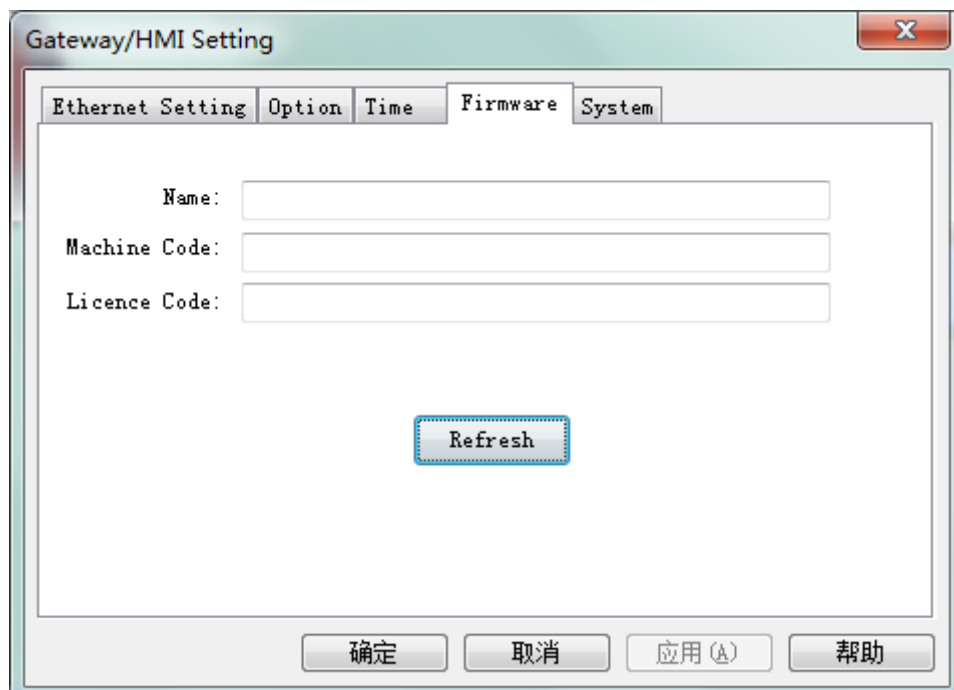 Gateway/HMI Setting
Ethernet Setting Option Time Firmware System
Name:
Machine Code:
Licence Code:
Refresh
确定 取消 应用(A) 帮助